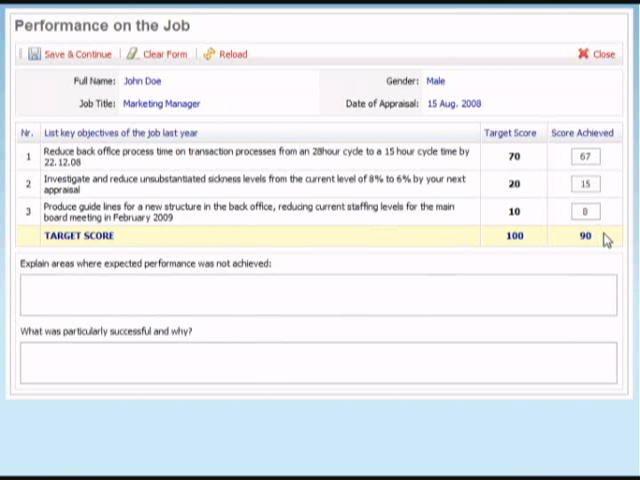 Performance on the Job
Save & Continue | Clear Form | Reload Close
Full Name: John Doe Gender: Male
Job Title: Marketing Manager Date of Appraisal: 15 Aug. 2008
Nr. List key objectives of the job last year Target Score Score Achieved
1 Reduce back office process time on transaction processes from an 28hour cycle to a 15 hour cycle time by 70 67
22.12.08
2 Investigate and reduce unsubstantiated sickness levels from the current level of 8% to 6% by your next 20 15
appraisal
3 Produce guide lines for a new structure in the back office, reducing current staffing levels for the main 10
board meeting in February 2009
TARGET SCORE 100 90
Explain areas where expected performance was not achieved:
What was particularly successful and why?